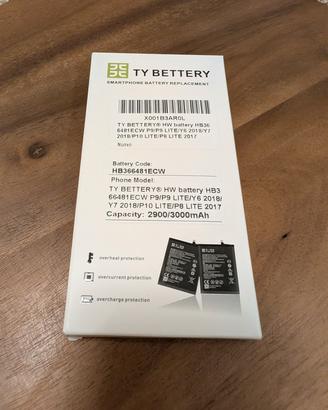 TY BETTERY
SMARTPHONE BATTERY REPLACEMENT
X001B3AR0L
TY BETTERY® HW battery HB36
6481ECW P9/P9 LITE/Y6 2018/Y7
2018/P10 LITE/P8 LITE 2017
Nuovo
Battery Code:
HB366481ECW
Phone Model:
TY BETTERY® HW battery HB3
66481ECW P9/P9 LITE/Y6 2018/
Y7 2018/P10 LITE/P8 LITE 2017
Capacity: 2900/3000mAh
overheat protection
overcurrent protection
overcharge protection